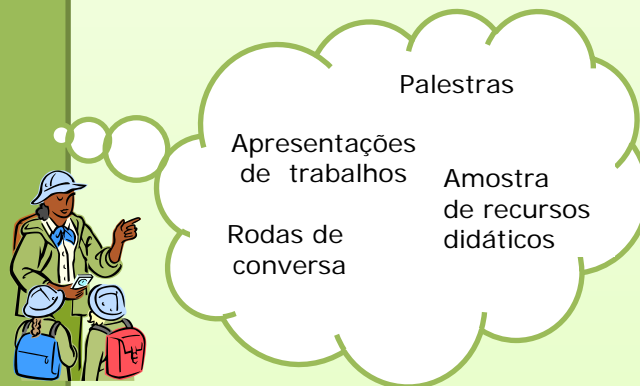 Palestras
Apresentações
de trabalhos
Amostra
de recursos
didáticos
Rodas de
conversa